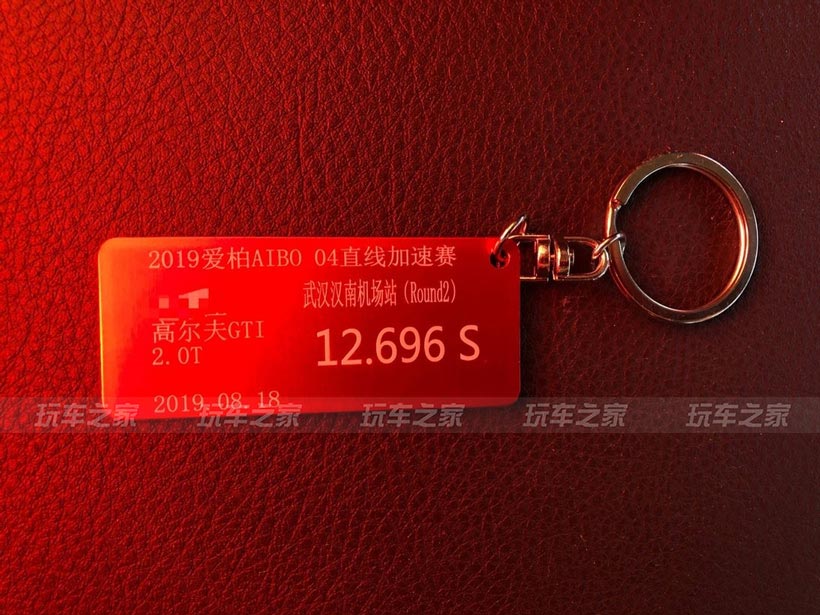 2019爱柏AIBO 04直线加速赛
武汉汉南机场站（Round2）
高尔夫GTI
2.0T
12.696 S
2019 08 18
玩车之家 玩车之家 玩车之家 玩车之家 玩车之家